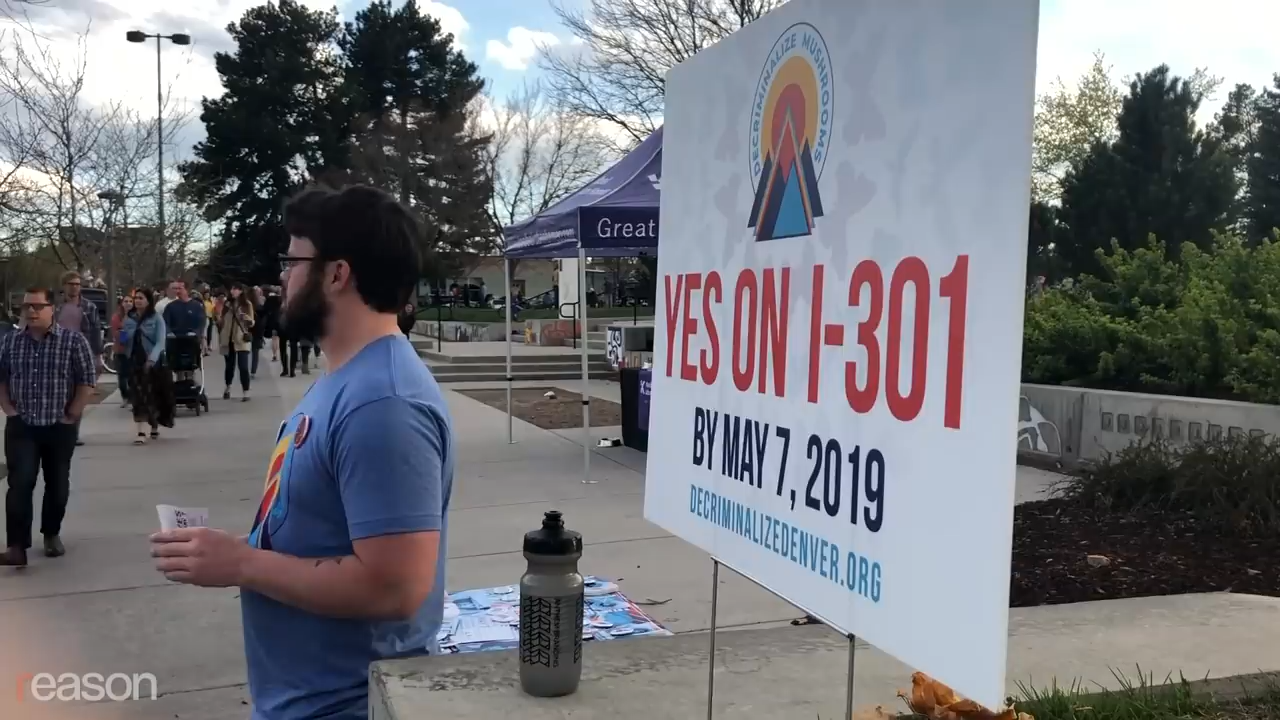 DECRIMINALIZE MUSHROOMS
Great
YES ON I-301
BY MAY 7, 2019
DECRIMINALIZEDENVER.ORG
reason